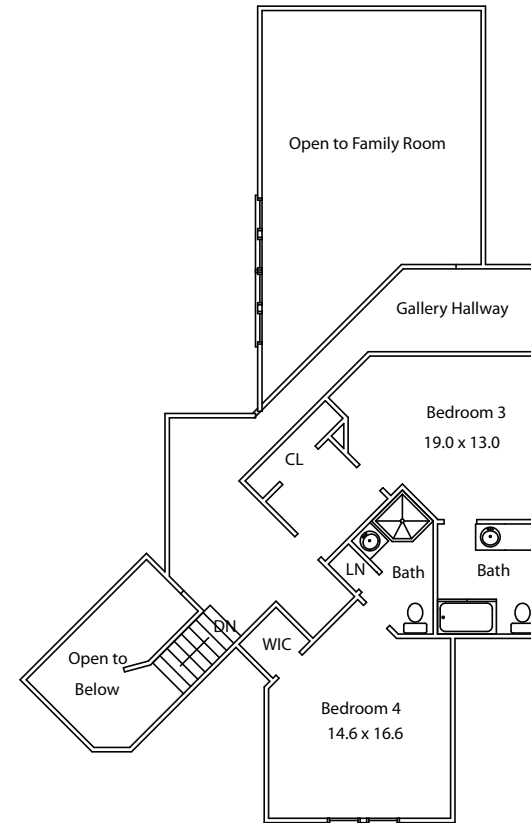 Open to Family Room
Gallery Hallway
Bedroom 3
19.0 x 13.0
CL
LN
Bath
Bath
DN
WIC
Open to
Below
Bedroom 4
14.6 x 16.6